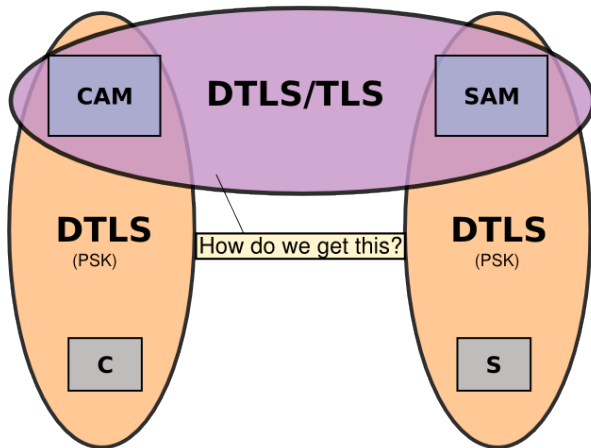 CAM
DTLS/TLS
SAM
DTLS
(PSK)
How do we get this?
DTLS
(PSK)
C
S